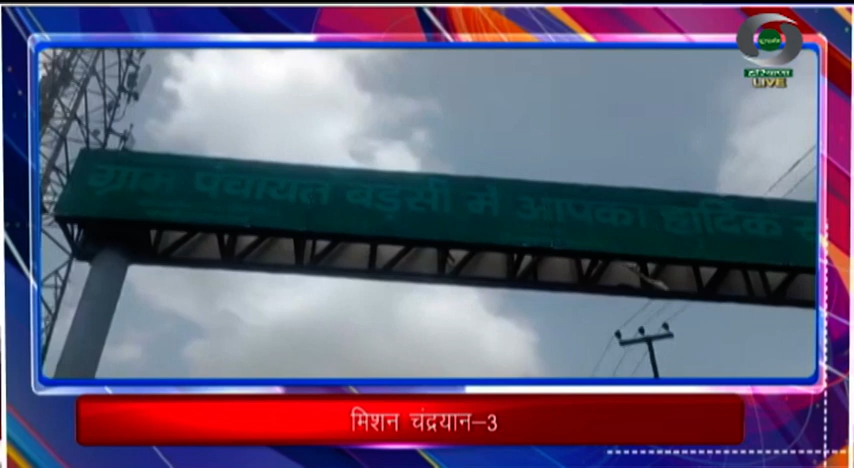 हरियाणा
LIVE
ग्राम पंचायत बड़सी में आपका हार्दिक
मिशन चंद्रयान-3